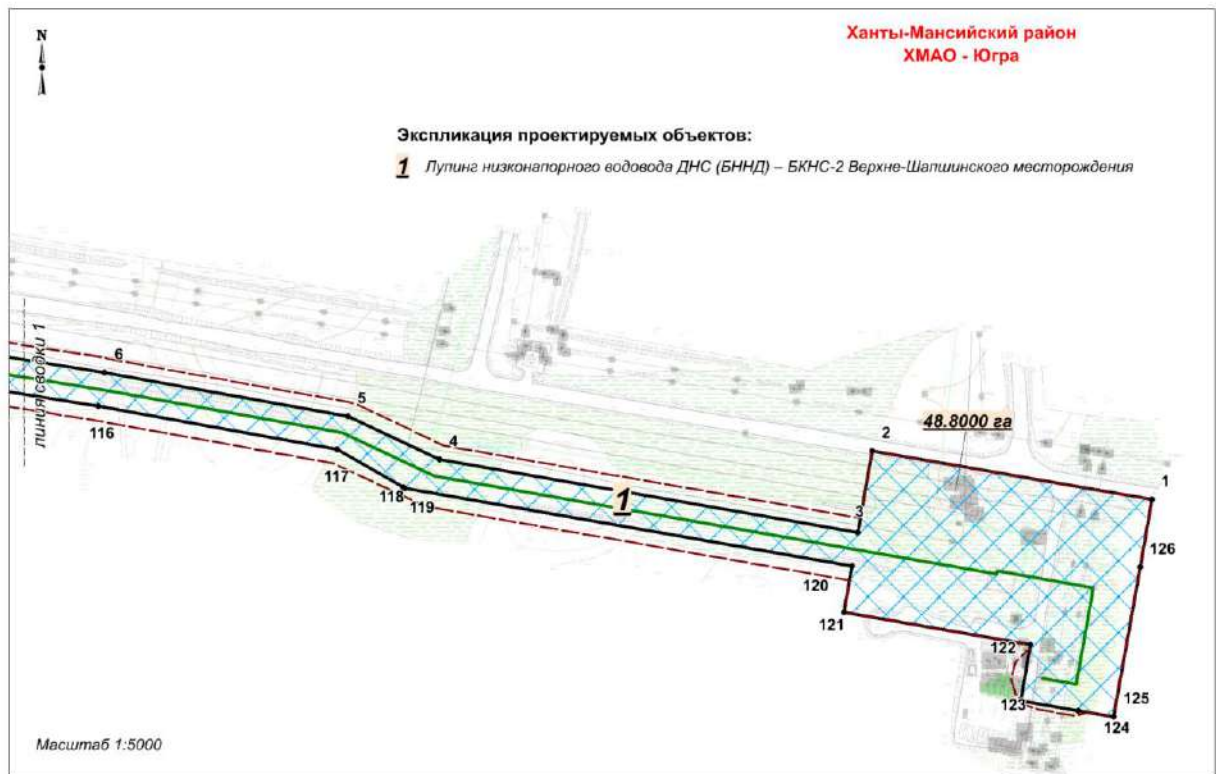 N
Ханты-Мансийский район
ХМАО - Югра
Экспликация проектируемых объектов:
1 Лупинг низконапорного водовода ДНС (БННД) – БКНС-2 Верхне-Шапшинского месторождения
линия сводки 1
6
5
4
2
48.8000 га
1
3
1
126
116
117
118
119
120
121
122
123
125
124
Масштаб 1:5000